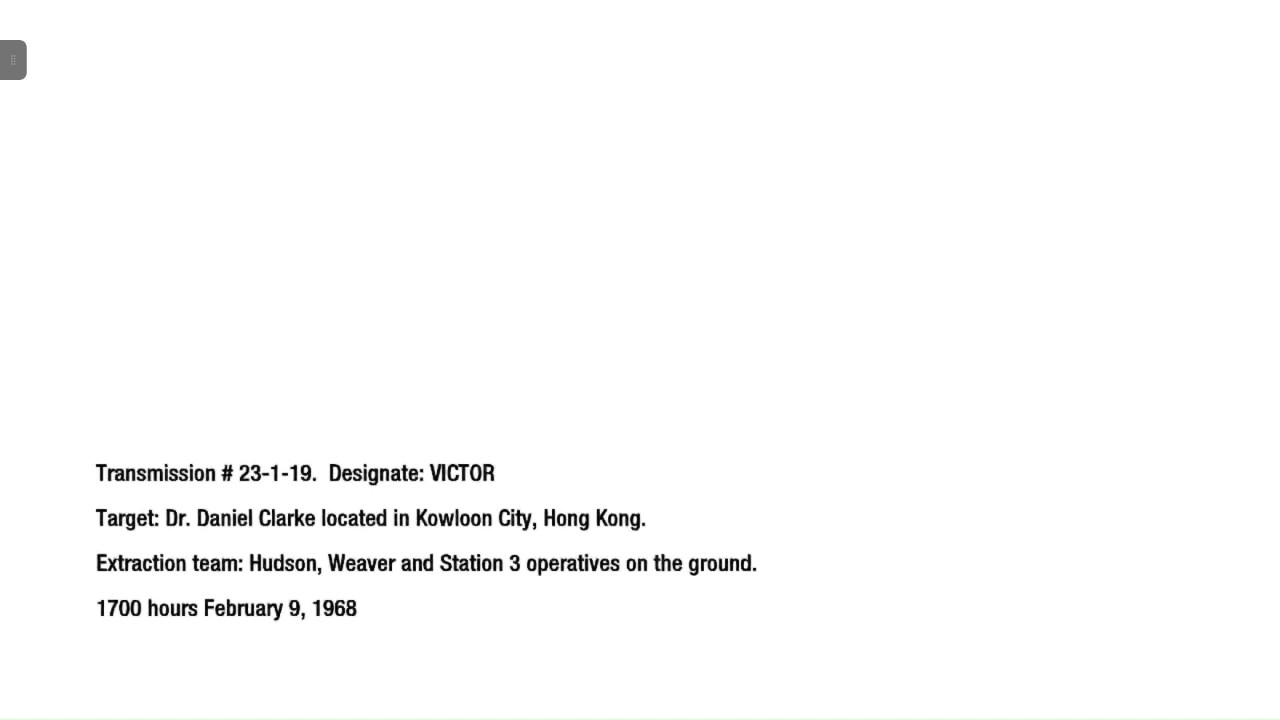 Transmission # 23-1-19.  Designate: VICTOR
Target: Dr. Daniel Clarke located in Kowloon City, Hong Kong.
Extraction team: Hudson, Weaver and Station 3 operatives on the ground.
1700 hours February 9, 1968